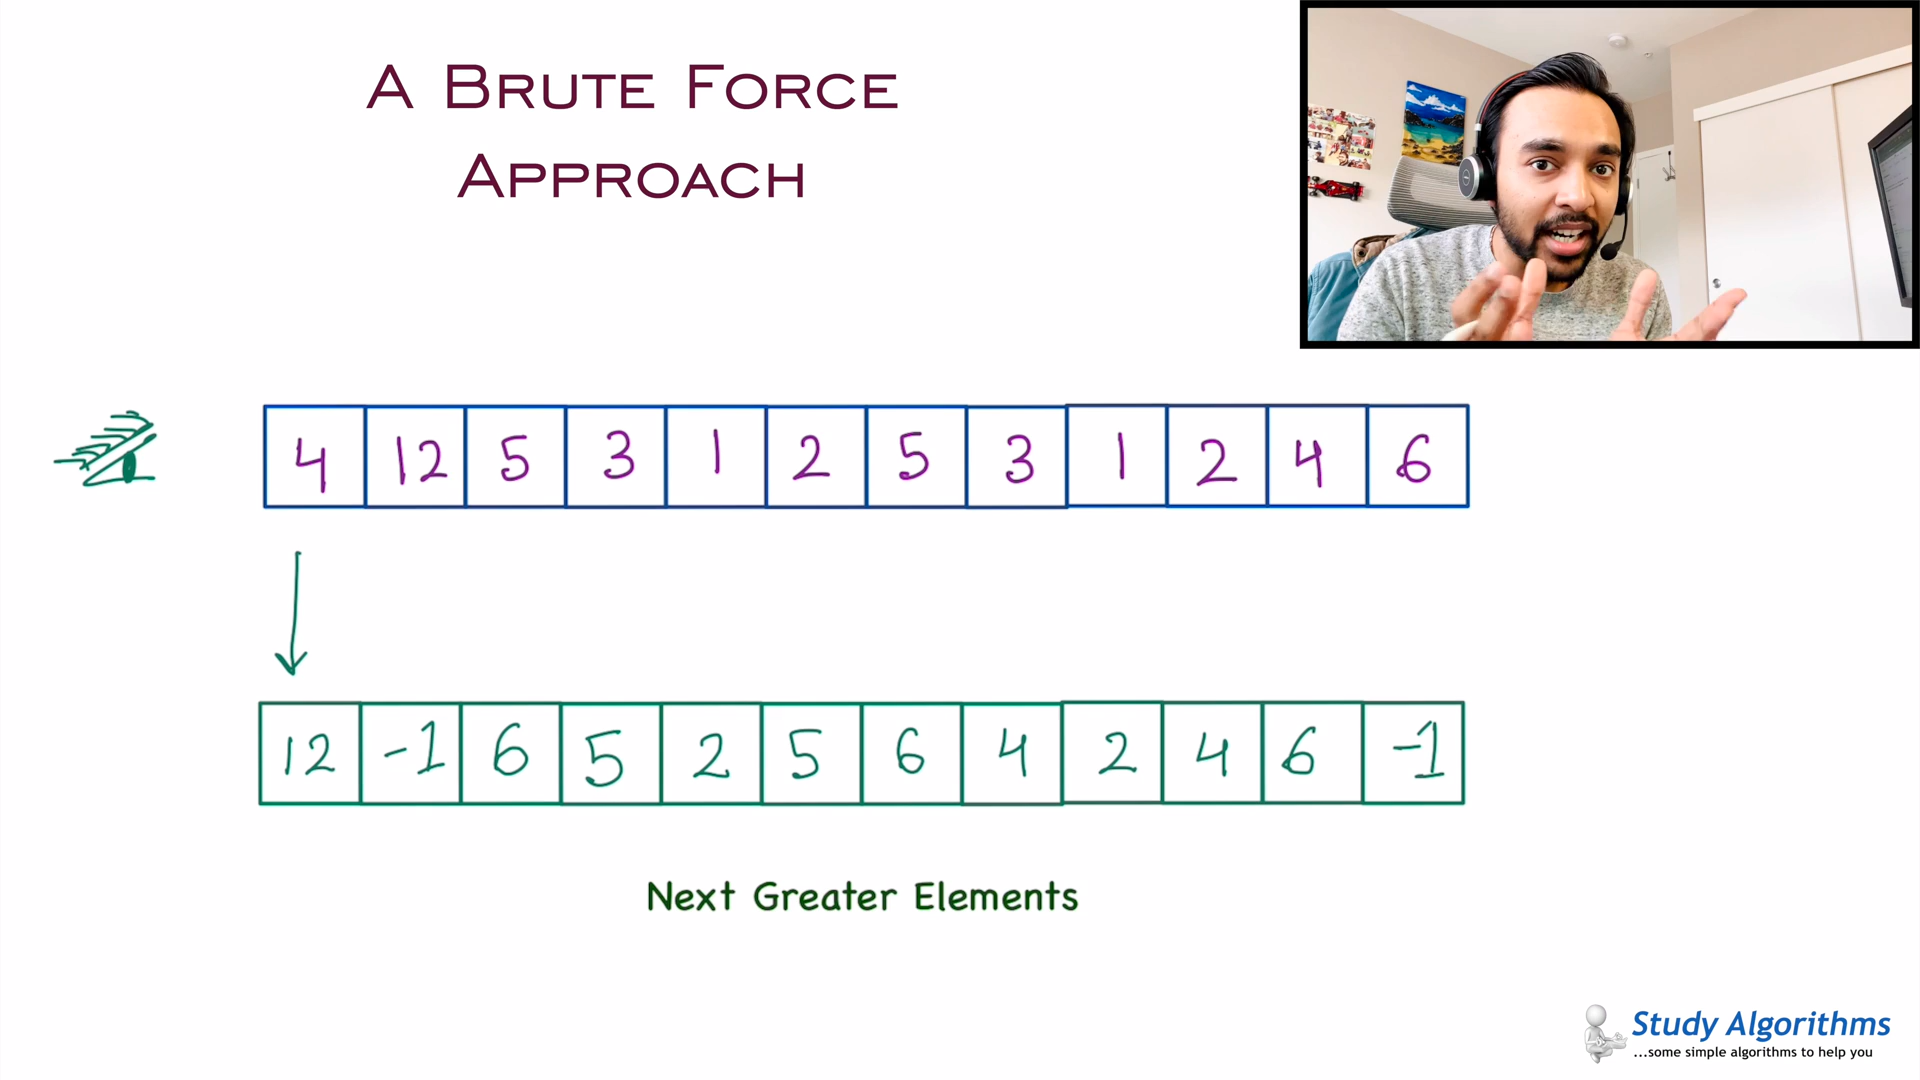 A BRUTE FORCE
APPROACH
4 12 5 3 1 2 5 3 1 2 4 6
12 -1 6 5 2 5 6 4 2 4 6 -1
Next Greater Elements
Study Algorithms
...some simple algorithms to help you